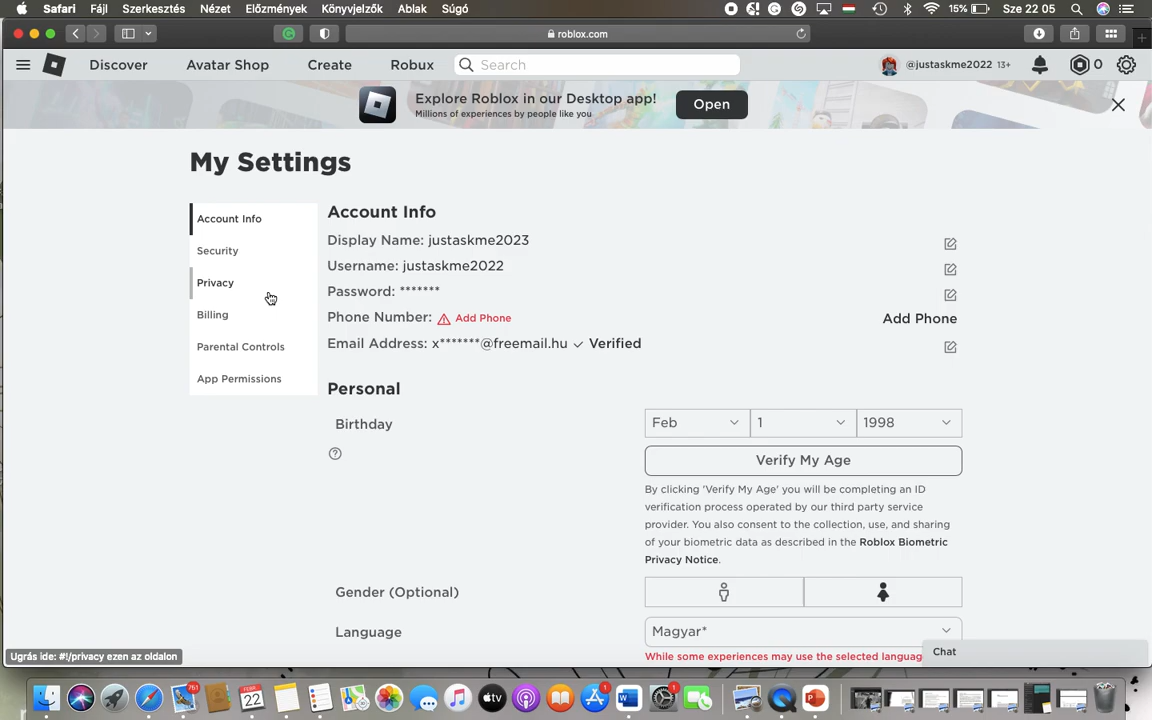 Safari Fájl Szerkesztés Nézet Előzmények Könyvjelzők Ablak Súgó 15% Sze 22 05
roblox.com
Discover Avatar Shop Create Robux Search @justaskme2022 13+ 0
Explore Roblox in our Desktop app!
Millions of experiences by people like you
Open
My Settings
Account Info
Security
Privacy
Billing
Parental Controls
App Permissions
Account Info
Display Name: justaskme2023
Username: justaskme2022
Password: *******
Phone Number: Add Phone Add Phone
Email Address: x*******@freemail.hu ✓ Verified
Personal
Birthday Feb 1 1998
Verify My Age
By clicking 'Verify My Age' you will be completing an ID
verification process operated by our third party service
provider. You also consent to the collection, use, and sharing
of your biometric data as described in the Roblox Biometric
Privacy Notice.
Gender (Optional)
Language Magyar*
While some experiences may use the selected languag
Chat
Ugrás ide: #!/privacy ezen az oldalon
761
FEBR.
22
tv
1
1